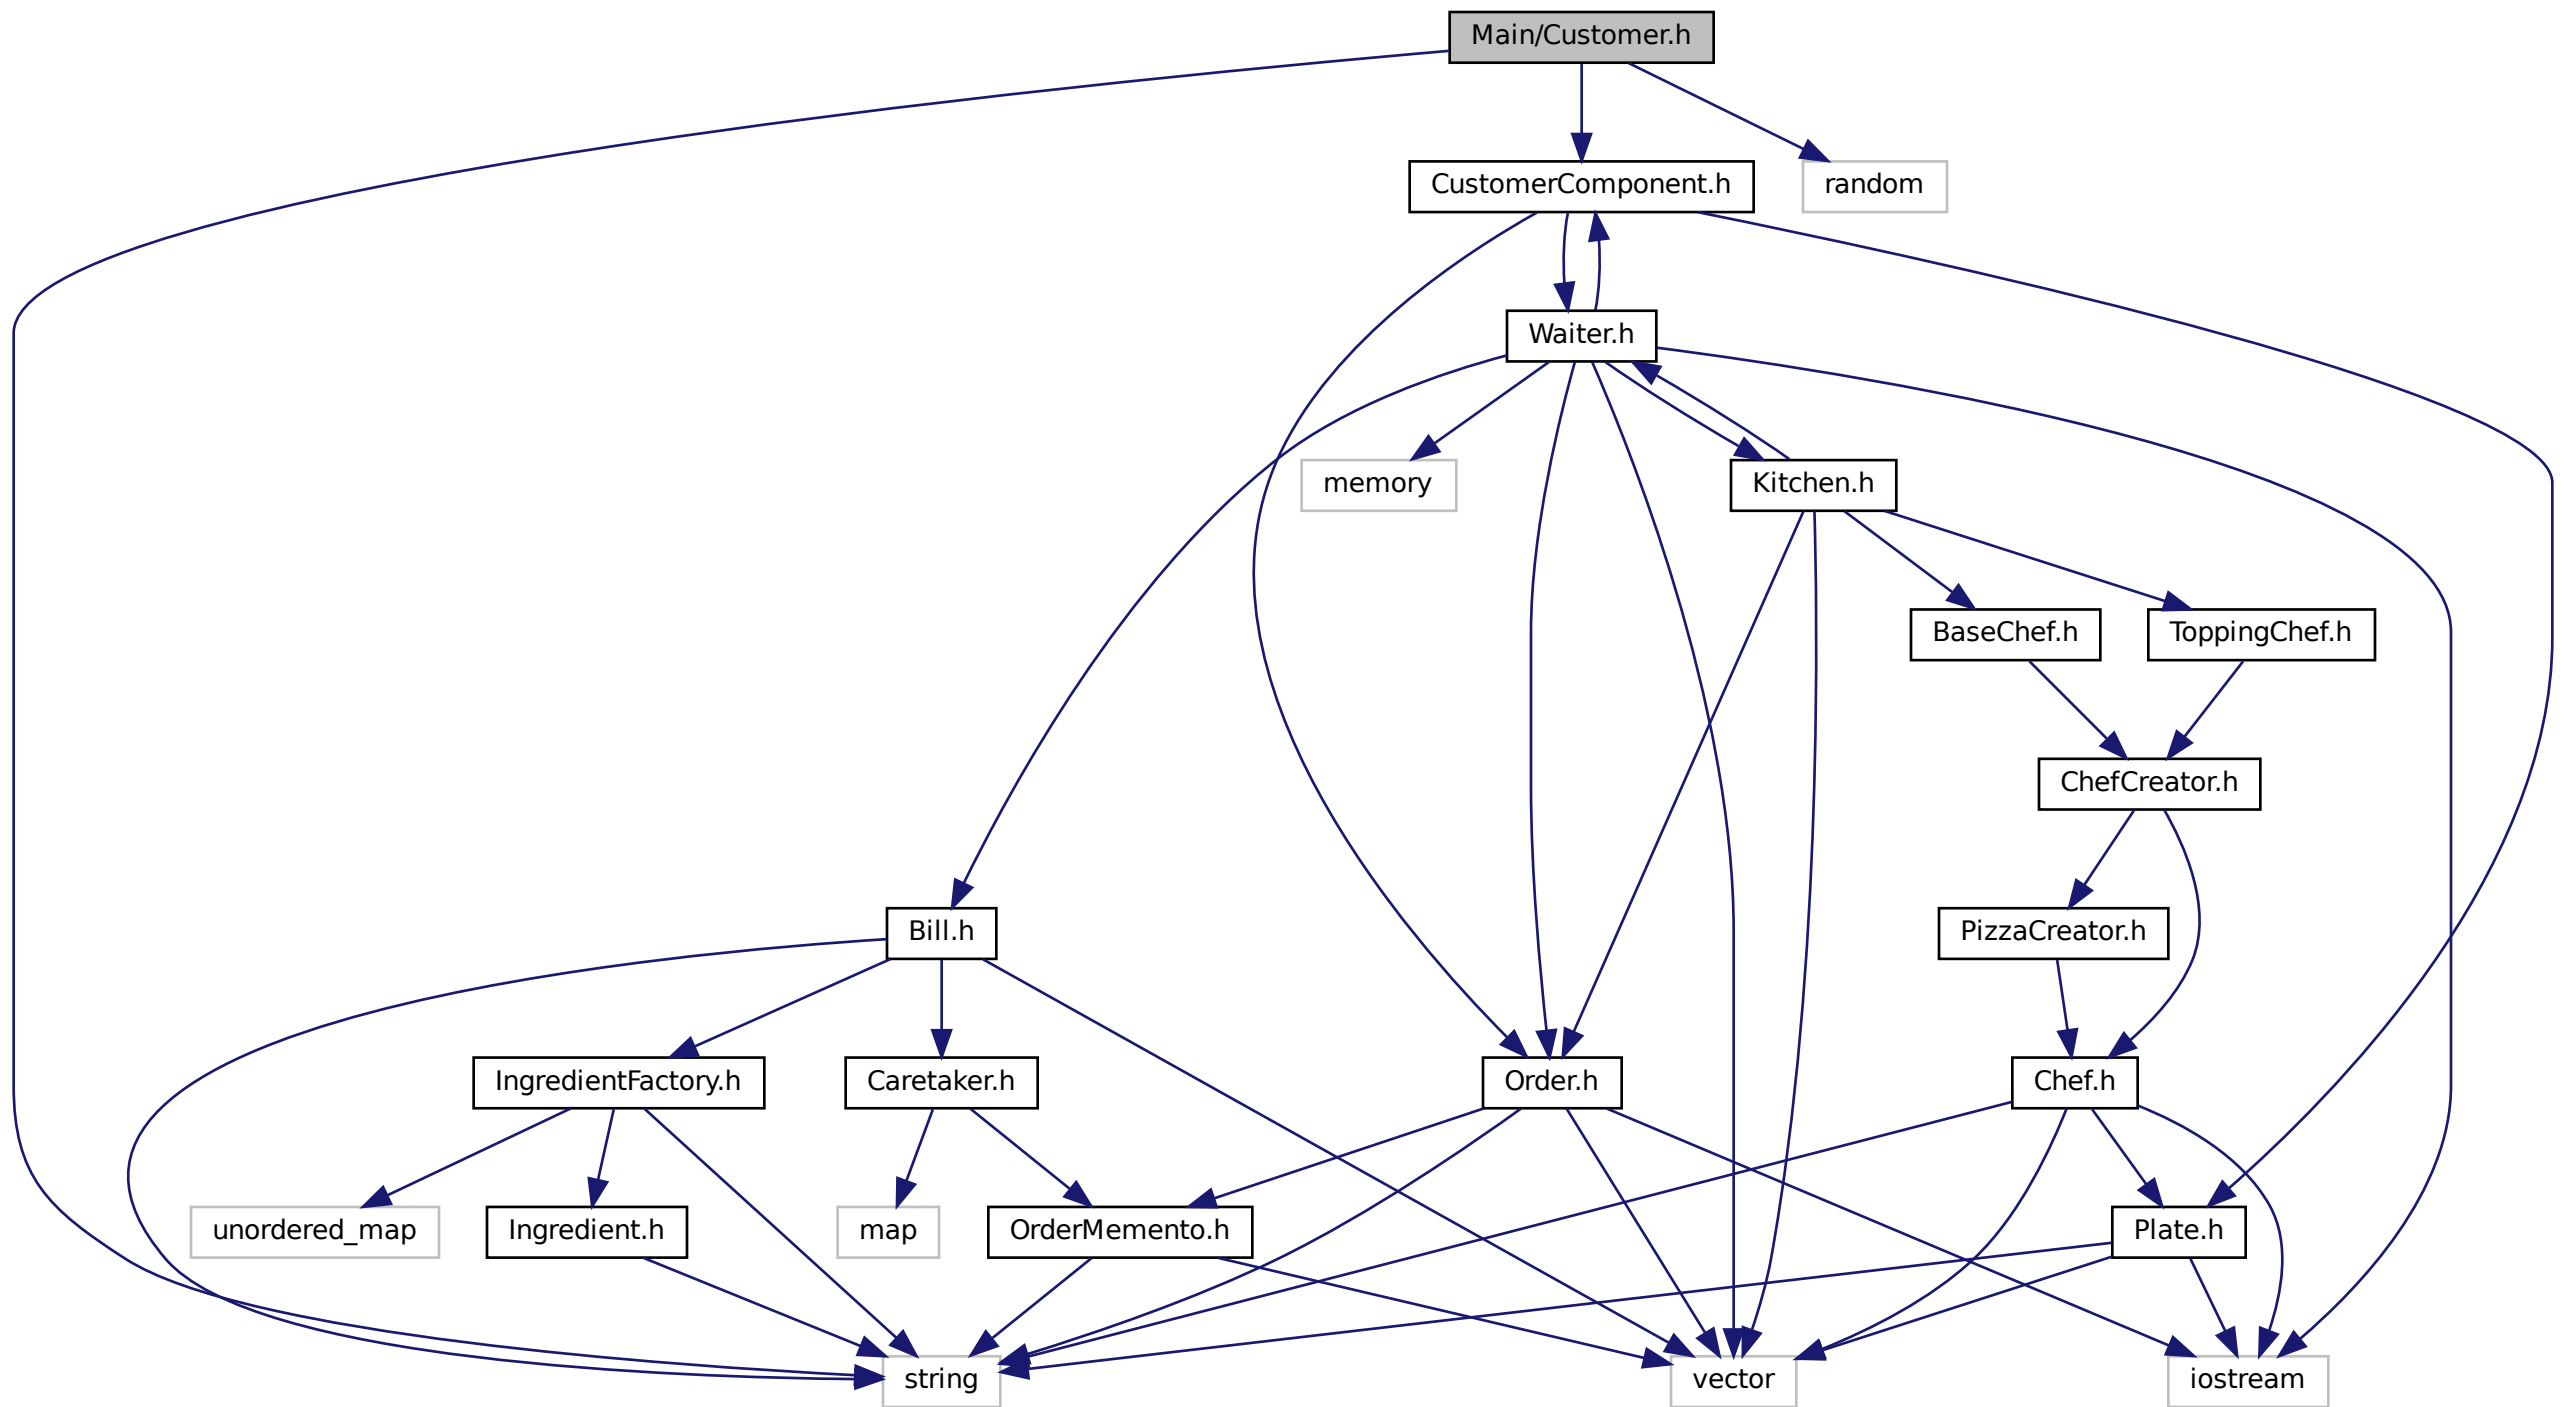 Main/Customer.h
CustomerComponent.h
random
Waiter.h
memory
Kitchen.h
BaseChef.h
ToppingChef.h
ChefCreator.h
Bill.h
PizzaCreator.h
IngredientFactory.h
Caretaker.h
Order.h
Chef.h
unordered_map
Ingredient.h
map
OrderMemento.h
Plate.h
string
vector
iostream